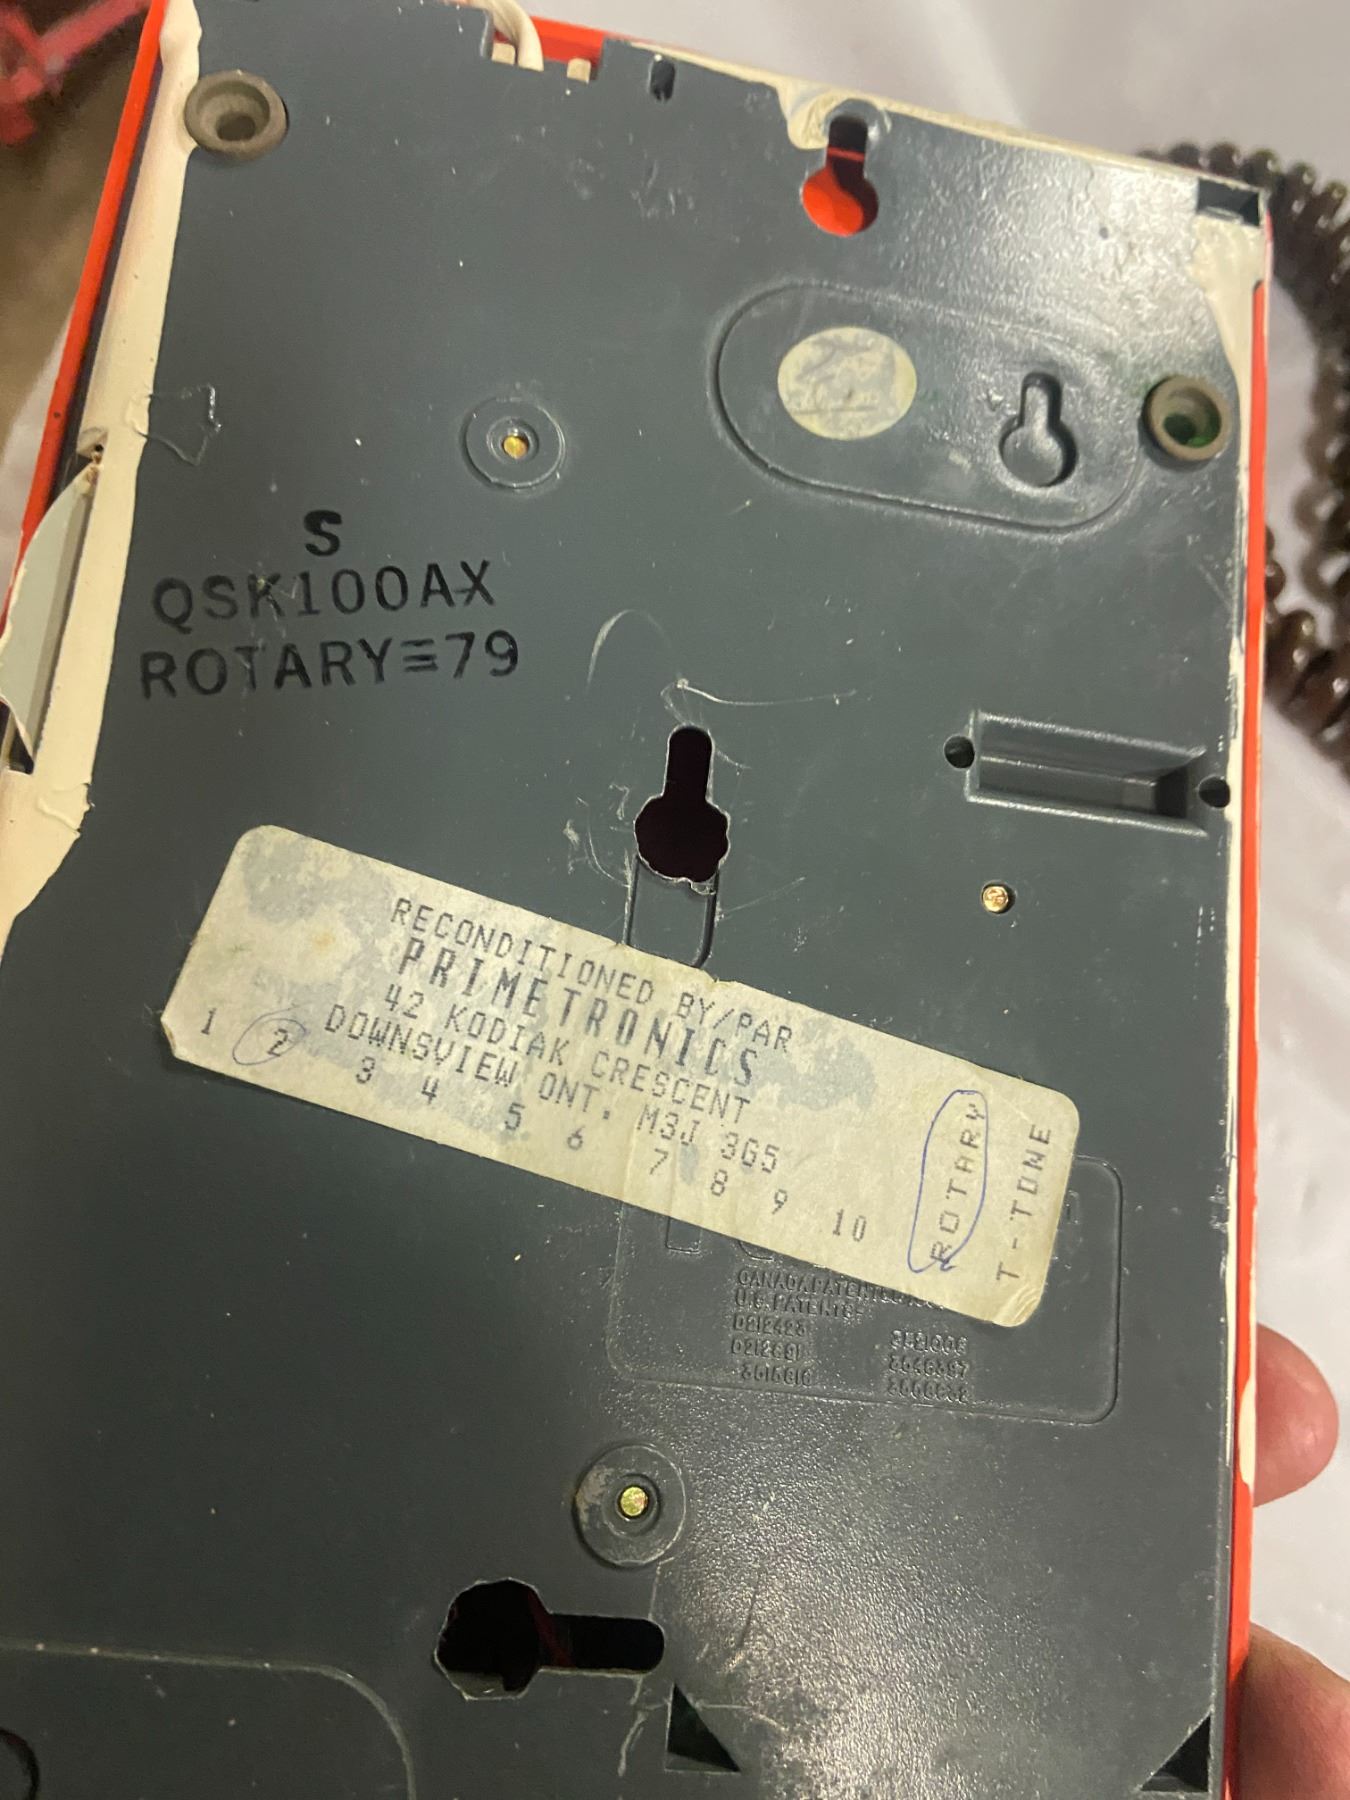 S
QSK100AX
ROTARY≡79
RECONDITIONED BY/PAR
PRIMETRONICS
42 KODIAK CRESCENT
DOWNSVIEW ONT. M3J 3G5
1 2 3 4 5 6 7 8 9 10
ROTARY
T-TONE
CANADA PATENTED
U.S. PATENTS-
D212423